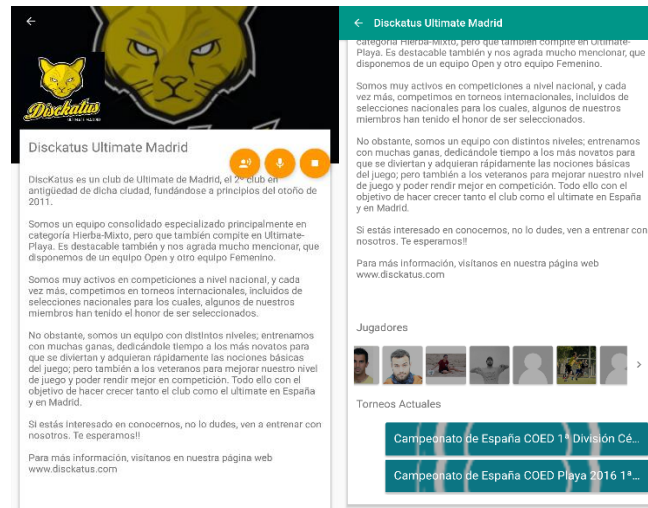 Disckatus
ULTIMATE MADRID
Disckatus Ultimate Madrid
DiscKatus es un club de Ultimate de Madrid, el 2º club en
antigüedad de dicha ciudad, fundándose a principios del otoño de
2011.
Somos un equipo consolidado especializado principalmente en
categoría Hierba-Mixto, pero que también compite en Ultimate-
Playa. Es destacable también y nos agrada mucho mencionar, que
disponemos de un equipo Open y otro equipo Femenino.
Somos muy activos en competiciones a nivel nacional, y cada
vez más, competimos en torneos internacionales, incluidos de
selecciones nacionales para los cuales, algunos de nuestros
miembros han tenido el honor de ser seleccionados.
No obstante, somos un equipo con distintos niveles; entrenamos
con muchas ganas, dedicándole tiempo a los más novatos para
que se diviertan y adquieran rápidamente las nociones básicas
del juego; pero también a los veteranos para mejorar nuestro nivel
de juego y poder rendir mejor en competición. Todo ello con el
objetivo de hacer crecer tanto el club como el ultimate en España
y en Madrid.
Si estás interesado en conocernos, no lo dudes, ven a entrenar con
nosotros. Te esperamos!!
Para más información, visítanos en nuestra página web
www.disckatus.com
Disckatus Ultimate Madrid
categoría Hierba-Mixto, pero que también compite en Ultimate-
Playa. Es destacable también y nos agrada mucho mencionar, que
disponemos de un equipo Open y otro equipo Femenino.
Somos muy activos en competiciones a nivel nacional, y cada
vez más, competimos en torneos internacionales, incluidos de
selecciones nacionales para los cuales, algunos de nuestros
miembros han tenido el honor de ser seleccionados.
No obstante, somos un equipo con distintos niveles; entrenamos
con muchas ganas, dedicándole tiempo a los más novatos para
que se diviertan y adquieran rápidamente las nociones básicas
del juego; pero también a los veteranos para mejorar nuestro nivel
de juego y poder rendir mejor en competición. Todo ello con el
objetivo de hacer crecer tanto el club como el ultimate en España
y en Madrid.
Si estás interesado en conocernos, no lo dudes, ven a entrenar con
nosotros. Te esperamos!!
Para más información, visítanos en nuestra página web
www.disckatus.com
Jugadores
Torneos Actuales
Campeonato de España COED 1ª División Cé...
Campeonato de España COED Playa 2016 1ª...